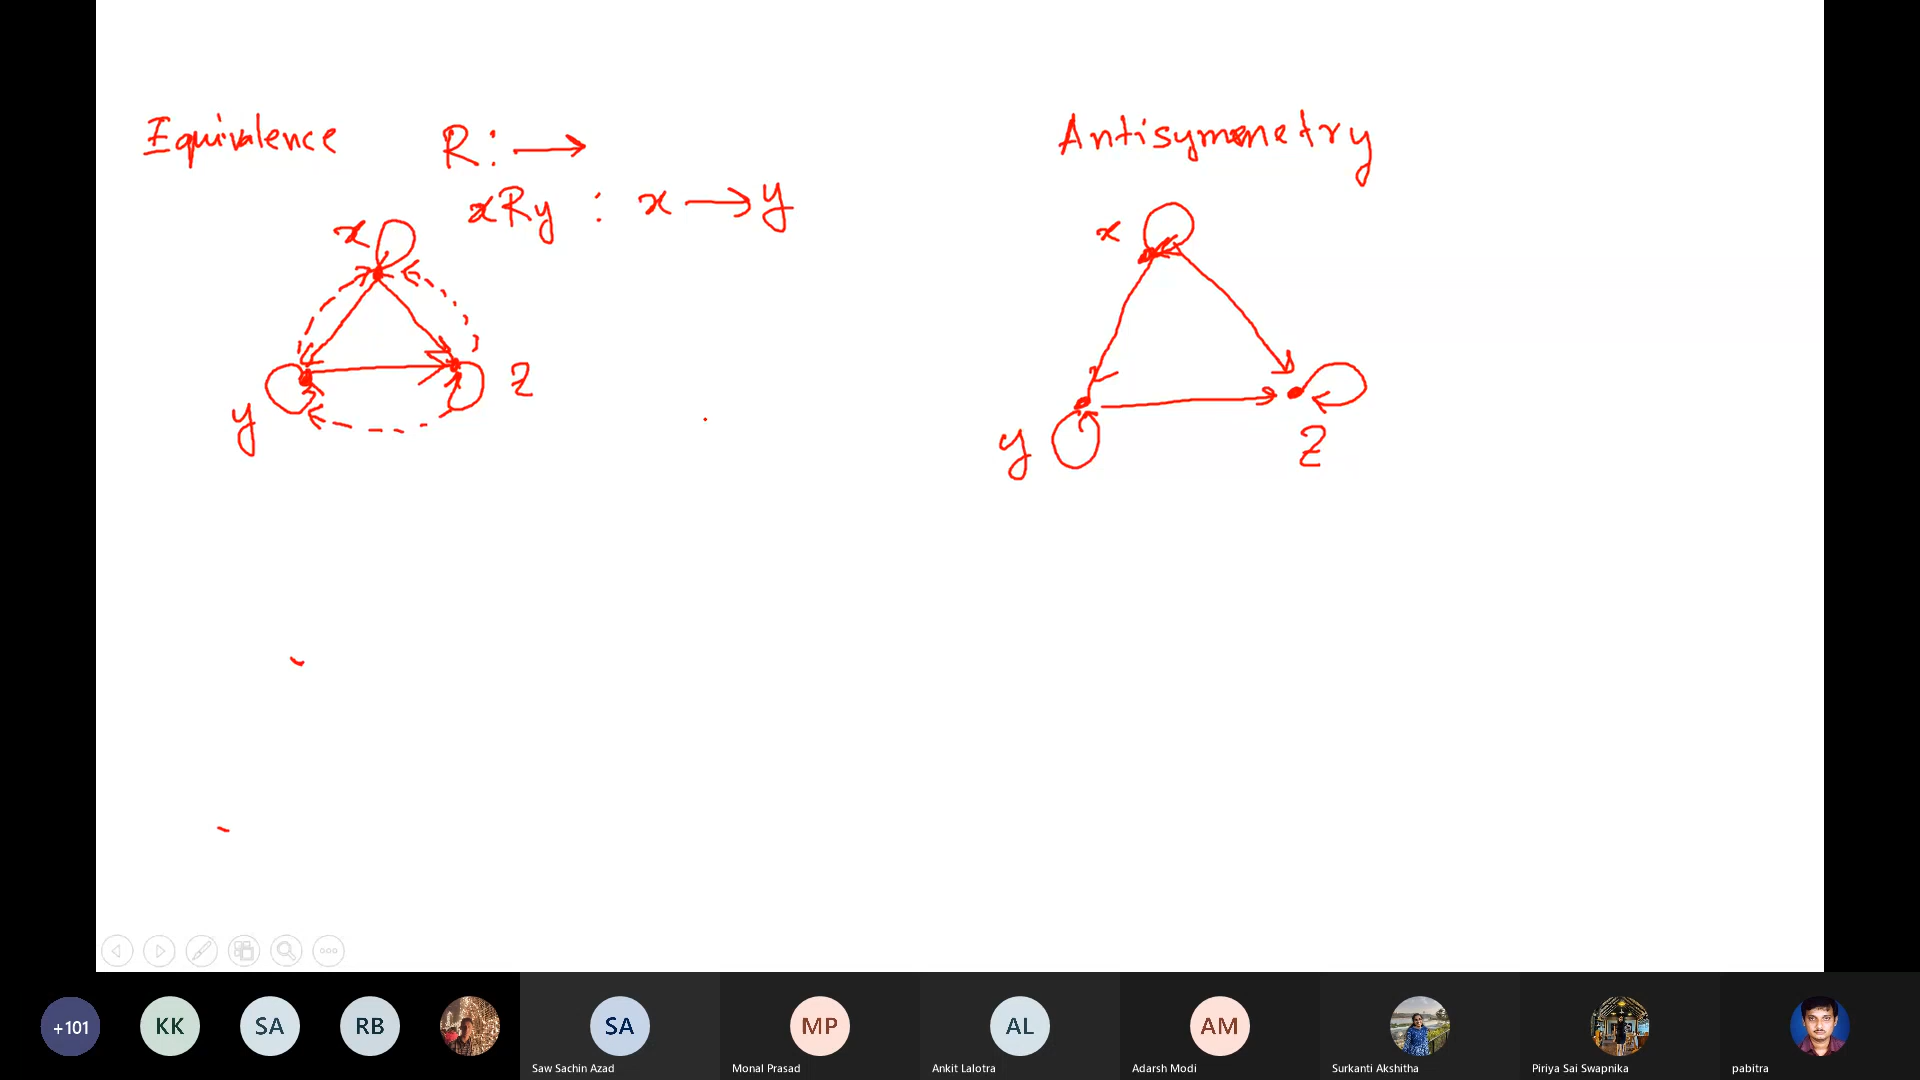 Equivalence R: →
xRy : x → y
x
y
z
Antisymmetry
x
y
z
+101
KK
SA
RB
SA
Saw Sachin Azad
MP
Monal Prasad
AL
Ankit Lalotra
AM
Adarsh Modi
Surkanti Akshitha
Piriya Sai Swapnika
pabitra